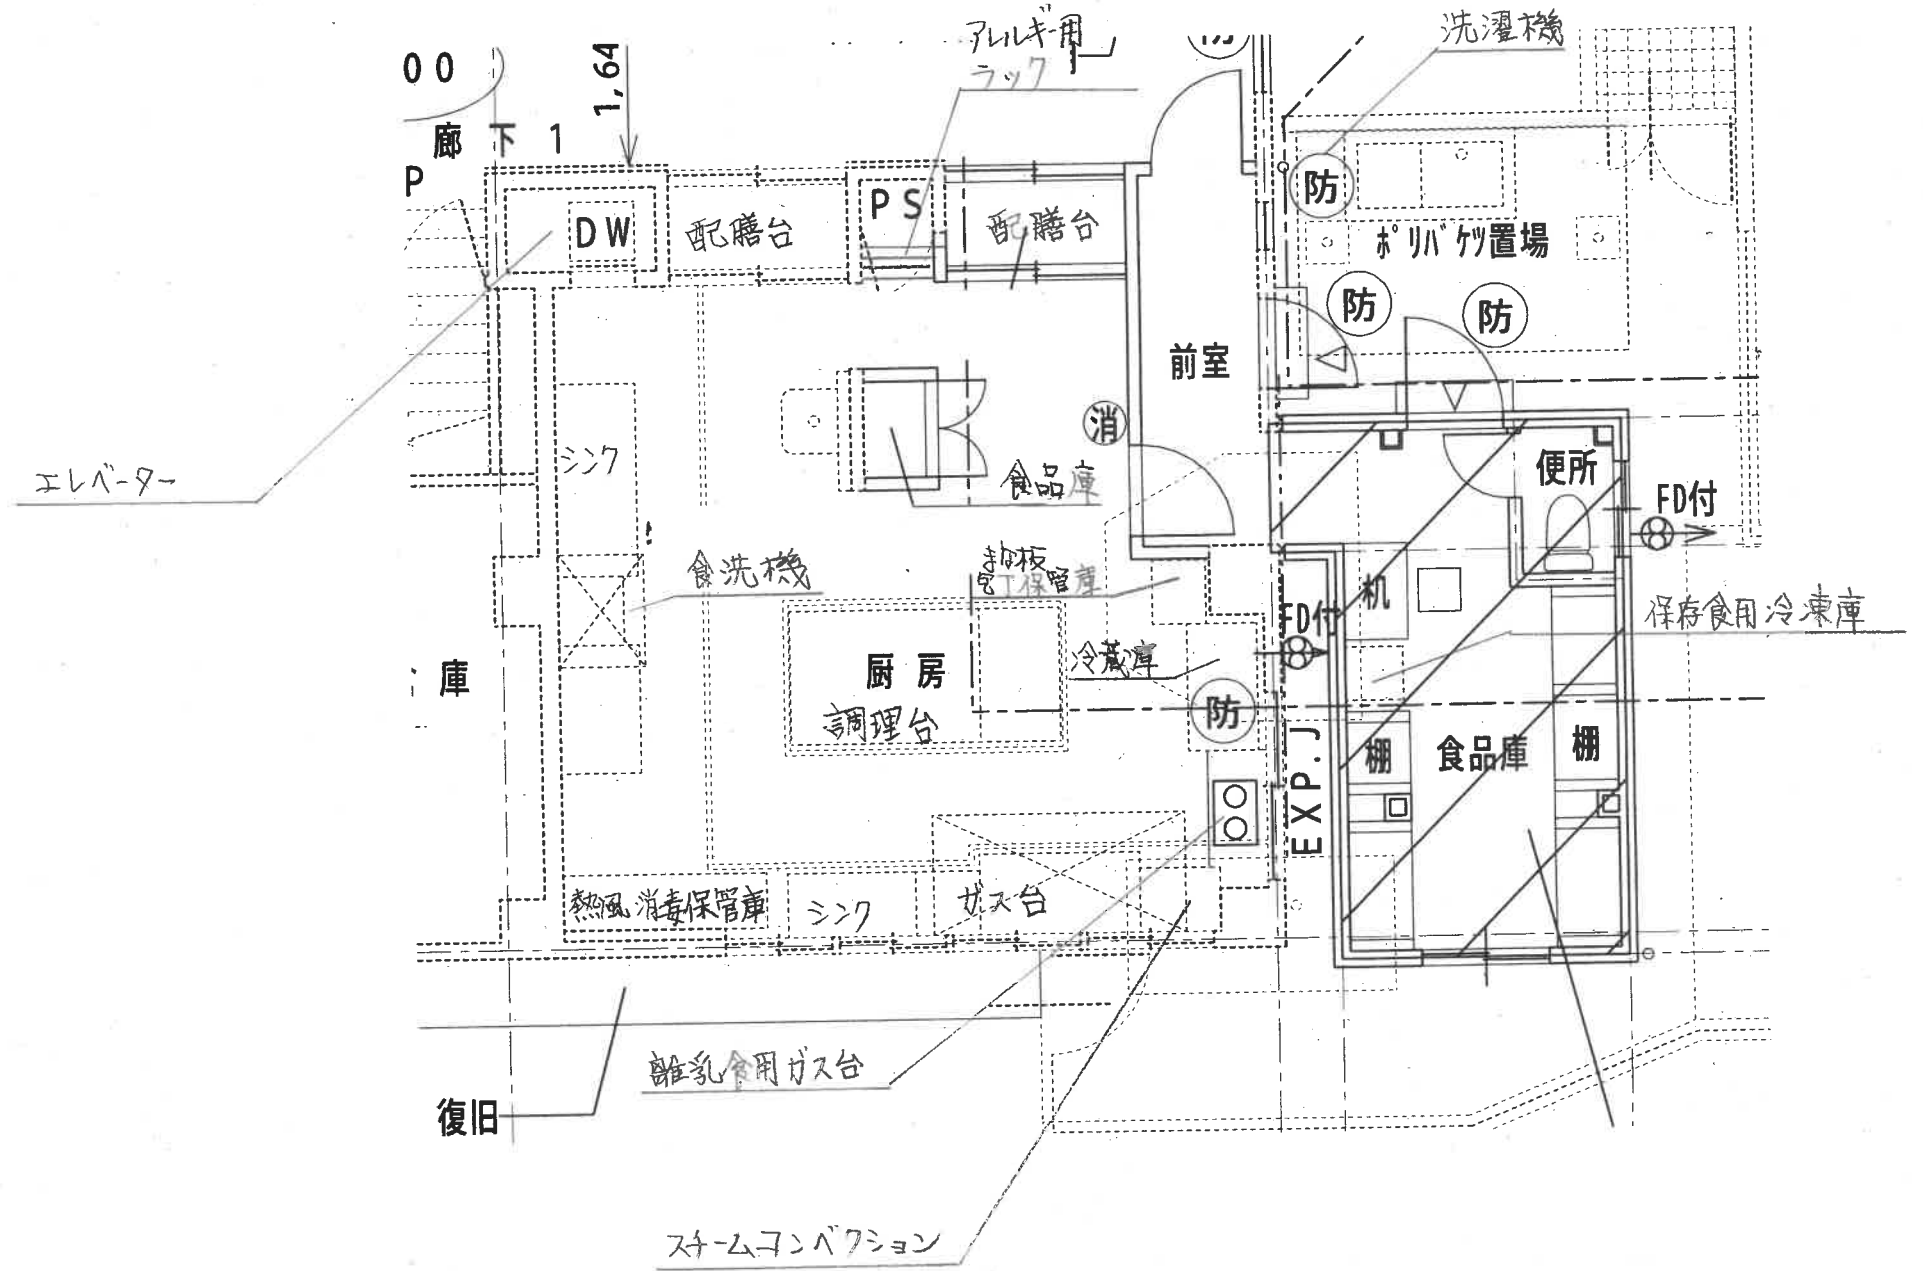 アレルギー用
ラック
洗濯機
00
1,64
廊下1
P
DW
配膳台
PS
配膳台
防
ポリバケツ置場
防
防
前室
消
シンク
食品庫
便所
FD付
エレベーター
食洗機
まな板
包丁保管庫
机
FD付
保存食用冷凍庫
冷蔵庫
厨房
調理台
庫
防
棚
食品庫
棚
EXP.J
熱風消毒保管庫
シンク
ガス台
離乳食用ガス台
復旧
スチームコンベクション